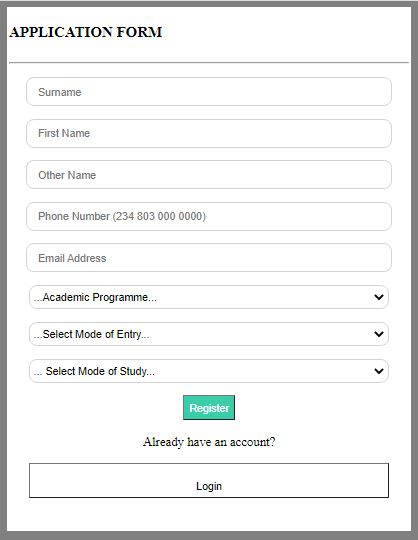 APPLICATION FORM
Surname
First Name
Other Name
Phone Number (234 803 000 0000)
Email Address
...Academic Programme...
...Select Mode of Entry...
... Select Mode of Study...
Register
Already have an account?
Login